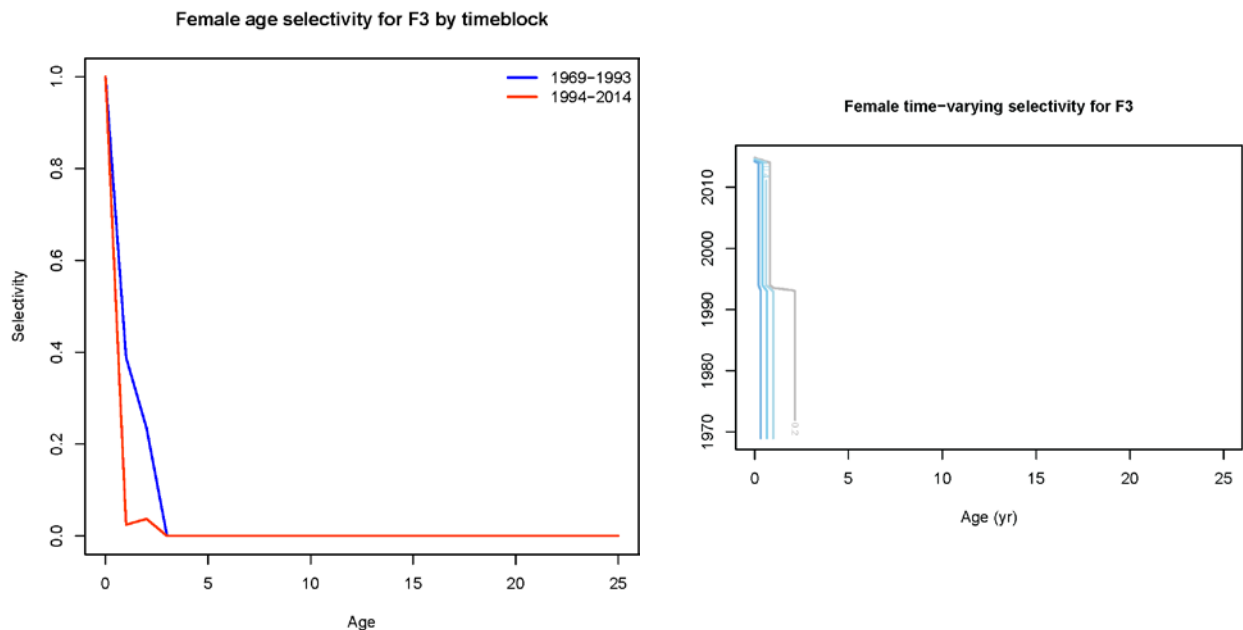 Female age selectivity for F3 by timeblock
1969−1993
1994−2014
1.0
0.8
0.6
0.4
0.2
0.0
Selectivity
0 5 10 15 20 25
Age
Female time−varying selectivity for F3
2010
2000
1990
1980
1970
0.2
0 5 10 15 20 25
Age (yr)